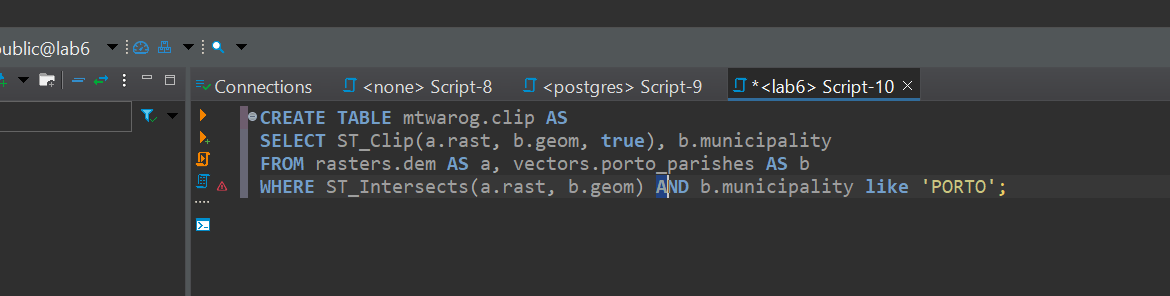 public@lab6
Connections
<none> Script-8
<postgres> Script-9
*<lab6> Script-10
CREATE TABLE mtwarog.clip AS
SELECT ST_Clip(a.rast, b.geom, true), b.municipality
FROM rasters.dem AS a, vectors.porto_parishes AS b
WHERE ST_Intersects(a.rast, b.geom) AND b.municipality like 'PORTO';